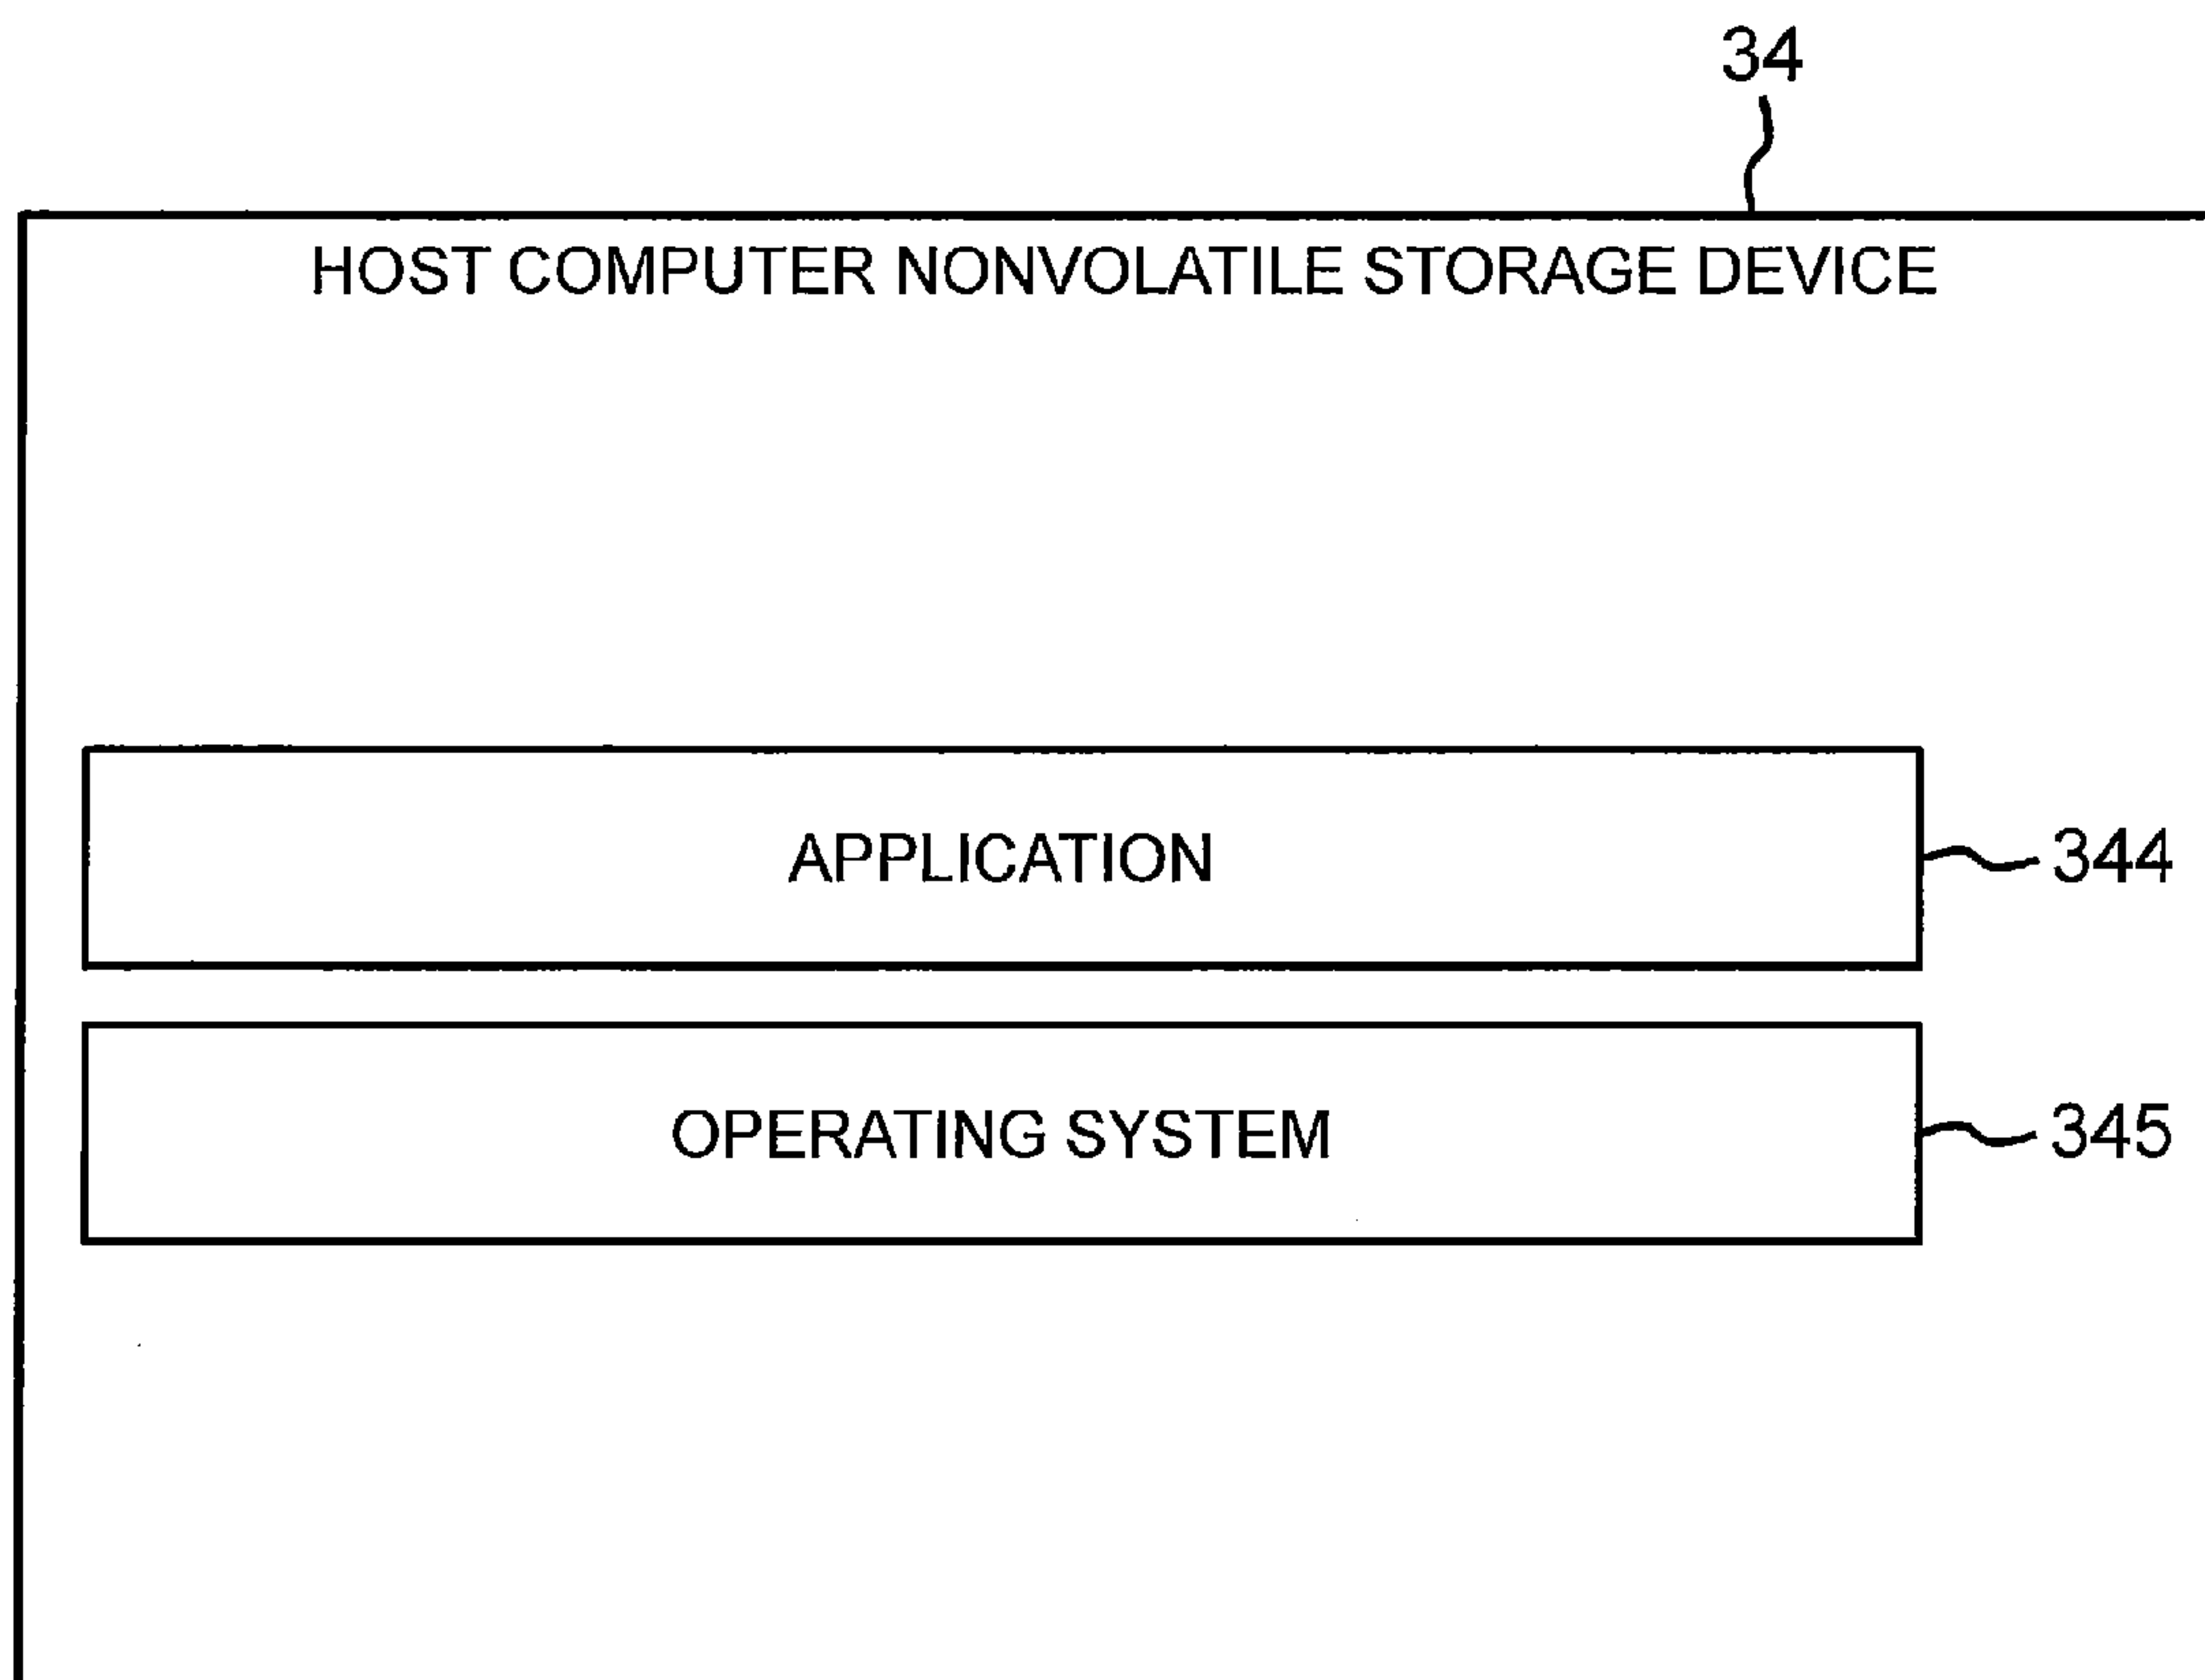 34
HOST COMPUTER NONVOLATILE STORAGE DEVICE
APPLICATION
344
OPERATING SYSTEM
345